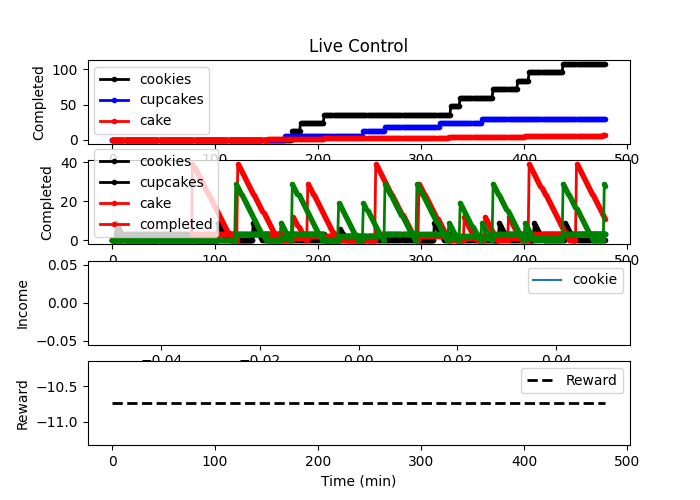 Live Control
Completed
100
50
0
cookies
cupcakes
cake
0 100 200 300 400 500
Completed
40
20
0
cookies
cupcakes
cake
completed
0 100 200 300 400 500
Income
0.05
0.00
−0.05
cookie
−0.04 −0.02 0.00 0.02 0.04
Reward
−10.5
−11.0
Reward
0 100 200 300 400 500
Time (min)